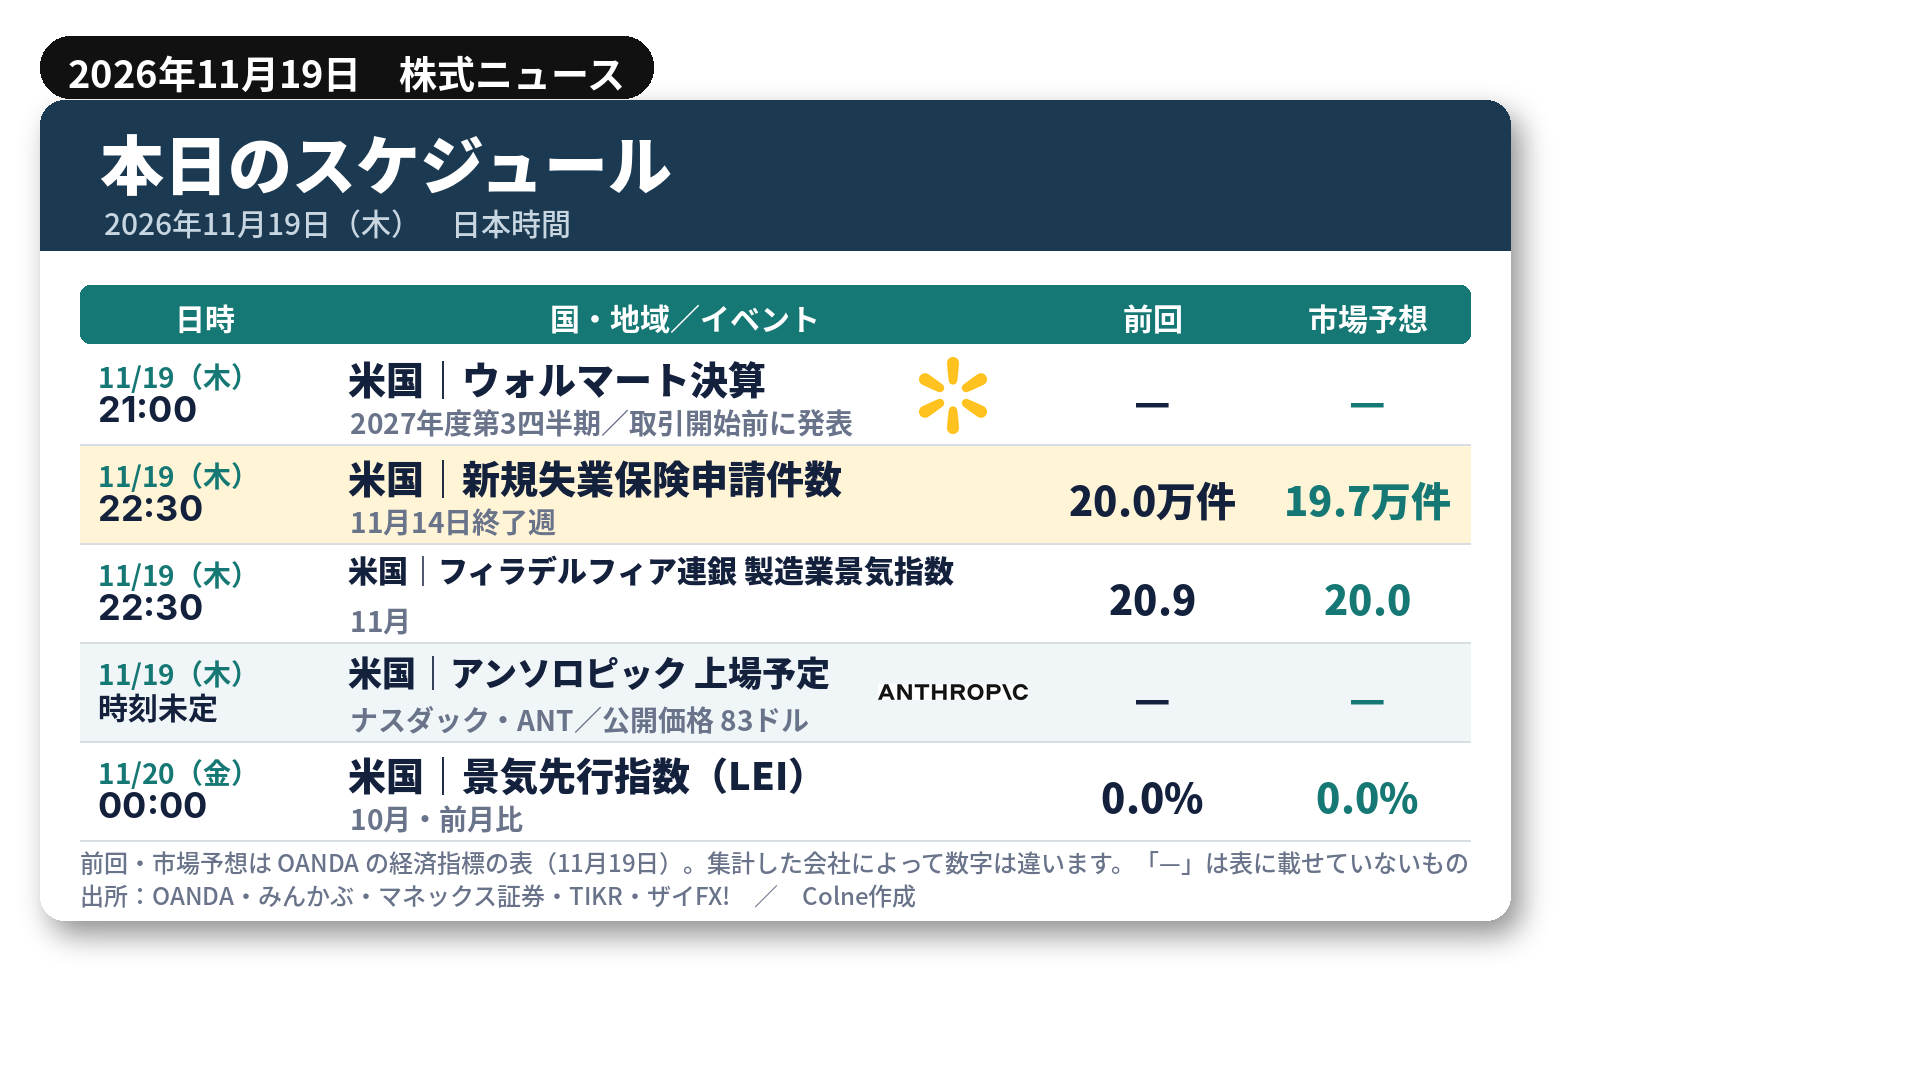 2026年11月19日　株式ニュース
本日のスケジュール
2026年11月19日（木）　日本時間
日時 国・地域／イベント 前回 市場予想
11/19（木）
21:00
米国｜ウォルマート決算
2027年度第3四半期／取引開始前に発表
— —
11/19（木）
22:30
米国｜新規失業保険申請件数
11月14日終了週
20.0万件 19.7万件
11/19（木）
22:30
米国｜フィラデルフィア連銀 製造業景気指数
11月
20.9 20.0
11/19（木）
時刻未定
米国｜アンソロピック 上場予定
ナスダック・ANT／公開価格 83ドル
ANTHROP\C
— —
11/20（金）
00:00
米国｜景気先行指数（LEI）
10月・前月比
0.0% 0.0%
前回・市場予想は OANDA の経済指標の表（11月19日）。集計した会社によって数字は違います。「—」は表に載せていないもの
出所：OANDA・みんかぶ・マネックス証券・TIKR・ザイFX!　／　Colne作成